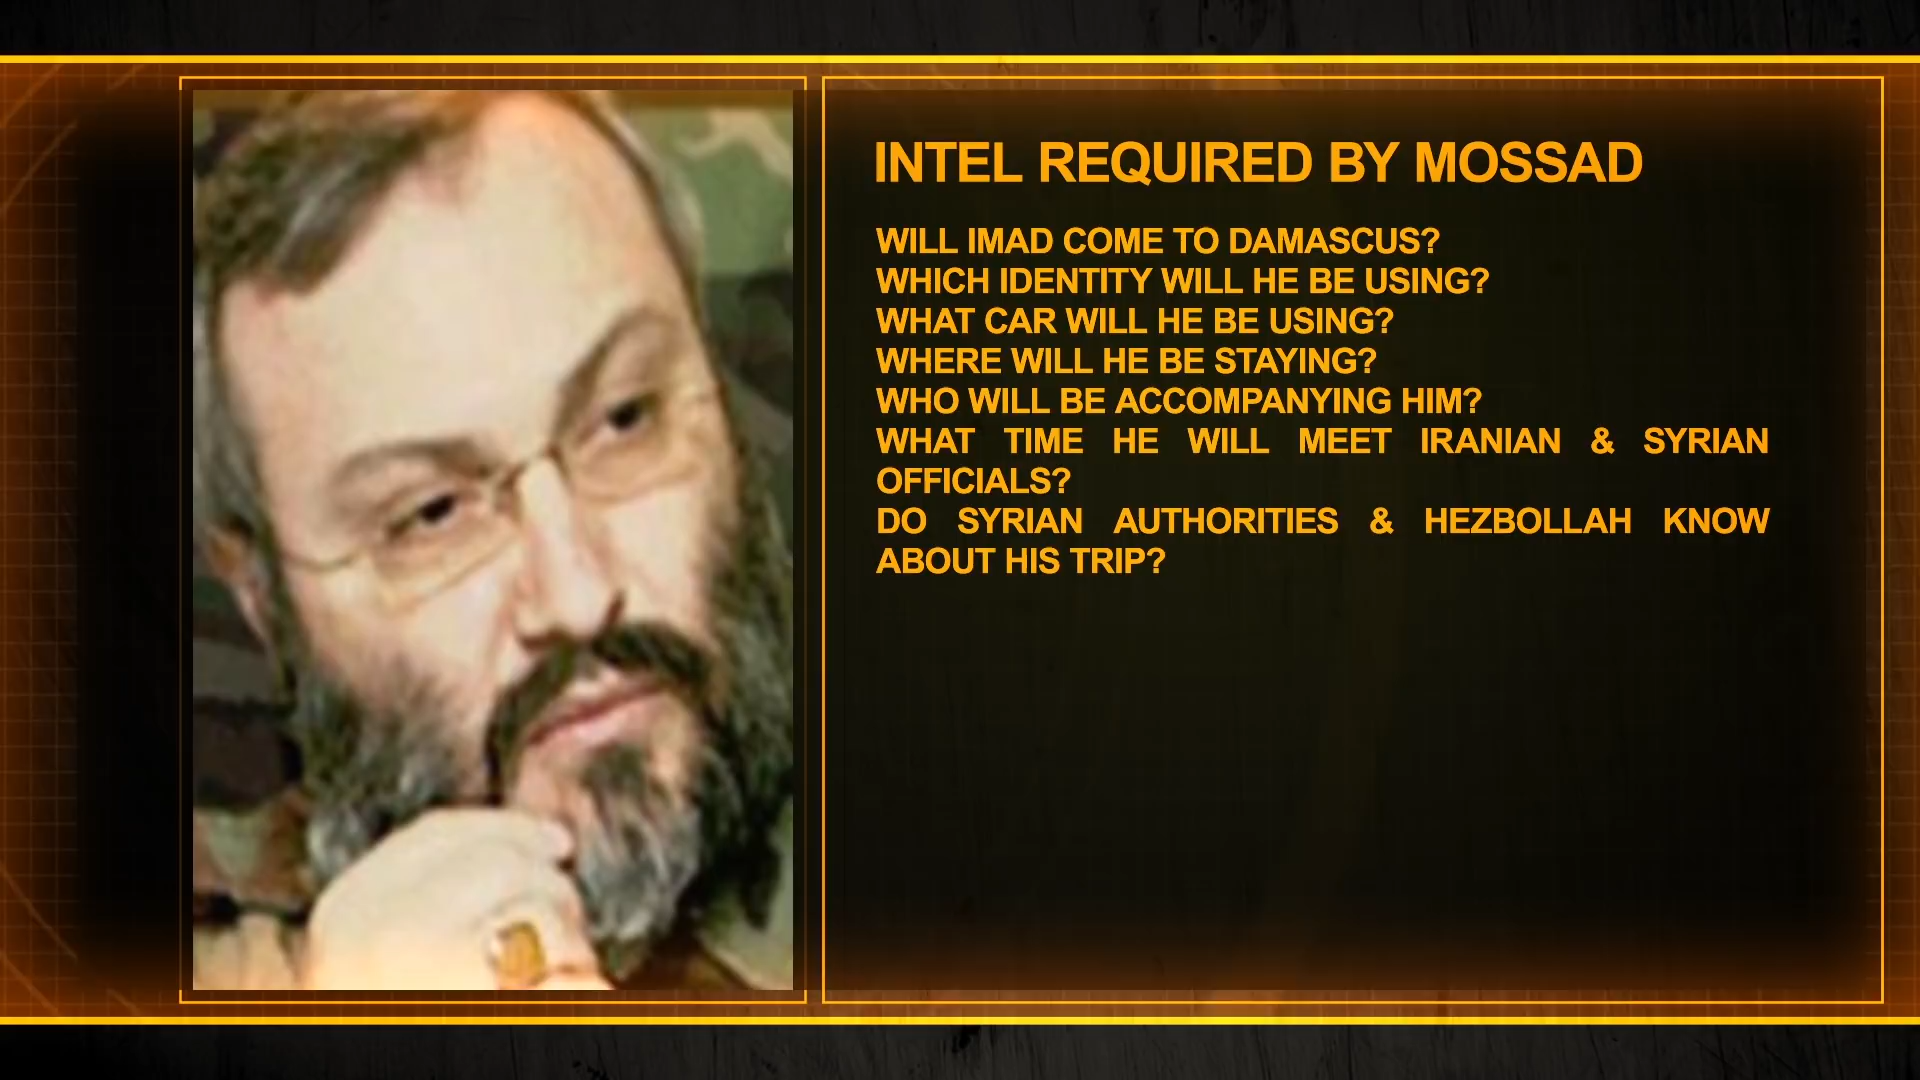 INTEL REQUIRED BY MOSSAD
WILL IMAD COME TO DAMASCUS?
WHICH IDENTITY WILL HE BE USING?
WHAT CAR WILL HE BE USING?
WHERE WILL HE BE STAYING?
WHO WILL BE ACCOMPANYING HIM?
WHAT TIME HE WILL MEET IRANIAN & SYRIAN
OFFICIALS?
DO SYRIAN AUTHORITIES & HEZBOLLAH KNOW
ABOUT HIS TRIP?